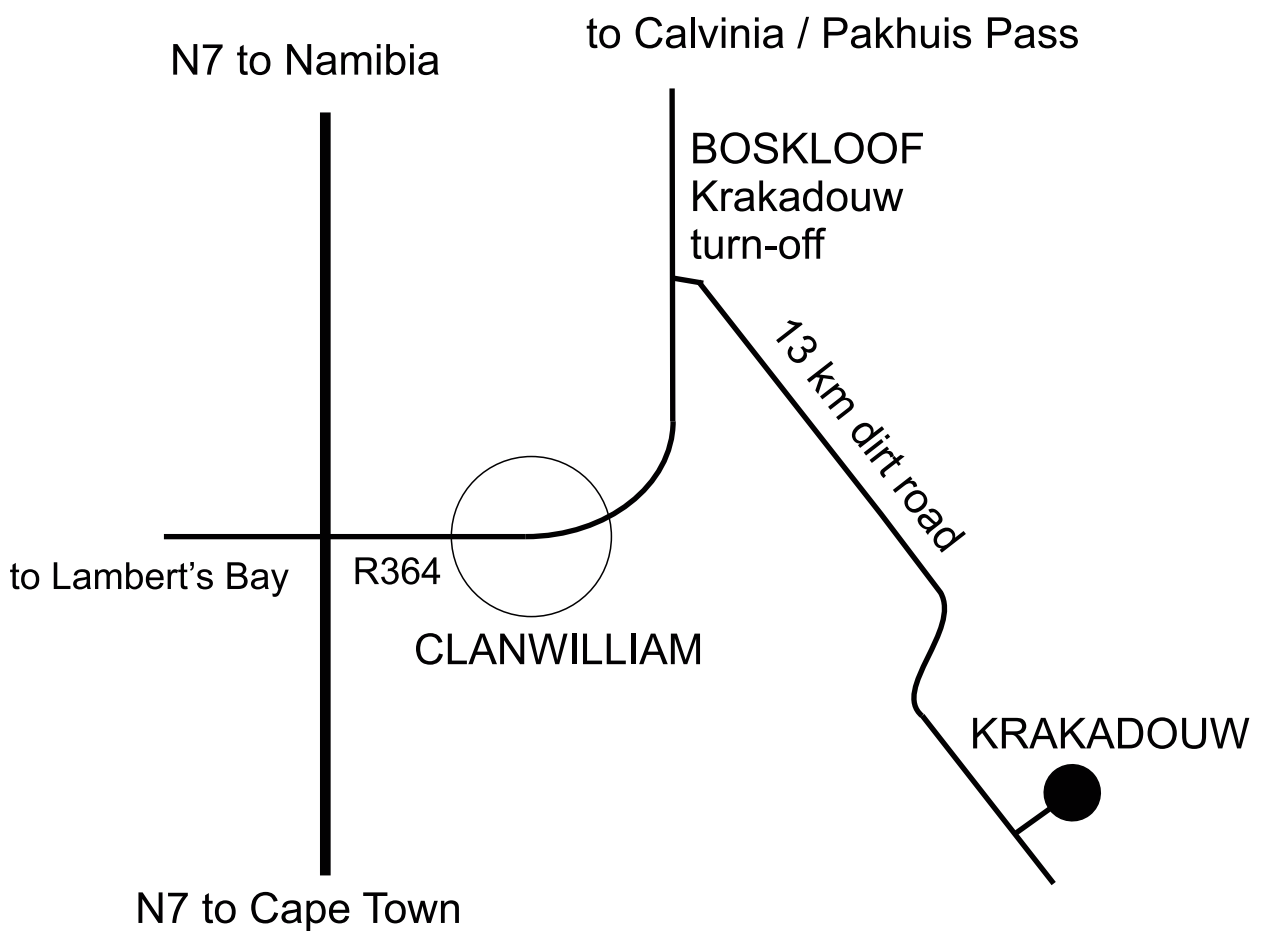 to Calvinia / Pakhuis Pass
N7 to Namibia
BOSKLOOF
Krakadouw
turn-off
13 km dirt road
to Lambert’s Bay
R364
CLANWILLIAM
KRAKADOUW
N7 to Cape Town